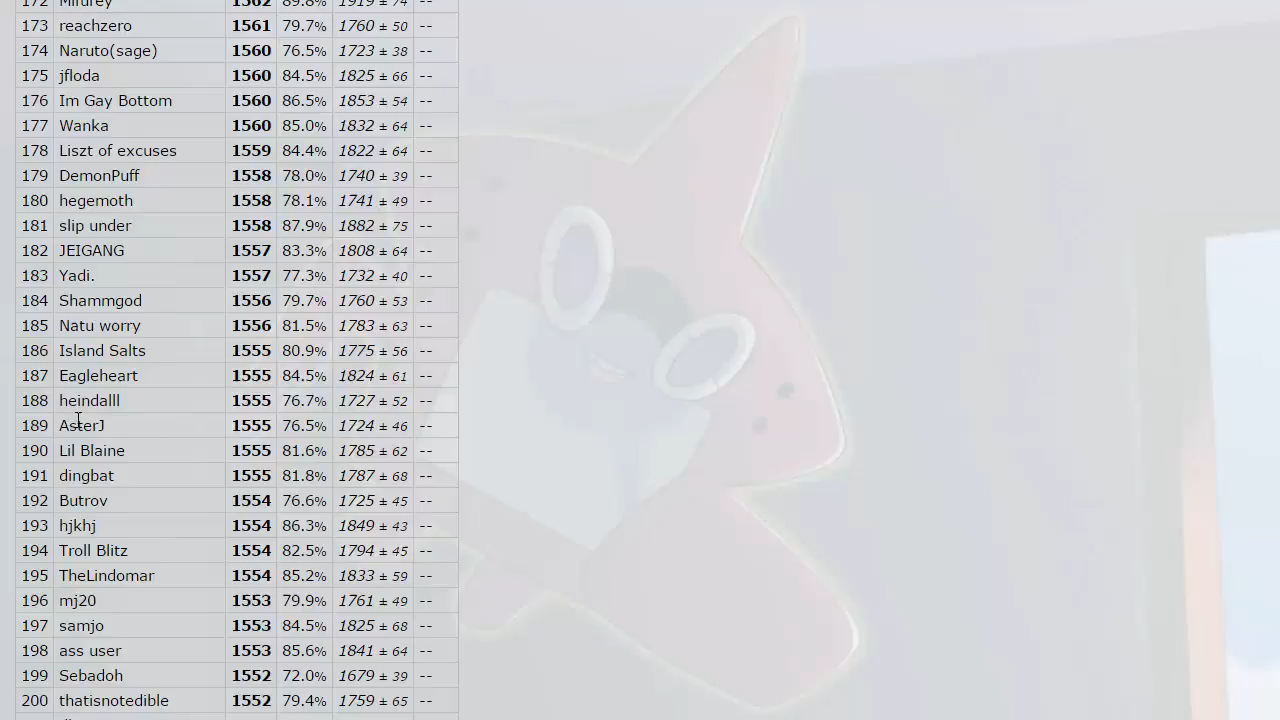 172 Mifurey 1562 89.8% 1919 ± 74 --
173 reachzero 1561 79.7% 1760 ± 50 --
174 Naruto(sage) 1560 76.5% 1723 ± 38 --
175 jfloda 1560 84.5% 1825 ± 66 --
176 Im Gay Bottom 1560 86.5% 1853 ± 54 --
177 Wanka 1560 85.0% 1832 ± 64 --
178 Liszt of excuses 1559 84.4% 1822 ± 64 --
179 DemonPuff 1558 78.0% 1740 ± 39 --
180 hegemoth 1558 78.1% 1741 ± 49 --
181 slip under 1558 87.9% 1882 ± 75 --
182 JEIGANG 1557 83.3% 1808 ± 64 --
183 Yadi. 1557 77.3% 1732 ± 40 --
184 Shammgod 1556 79.7% 1760 ± 53 --
185 Natu worry 1556 81.5% 1783 ± 63 --
186 Island Salts 1555 80.9% 1775 ± 56 --
187 Eagleheart 1555 84.5% 1824 ± 61 --
188 heindalll 1555 76.7% 1727 ± 52 --
189 AsterJ 1555 76.5% 1724 ± 46 --
190 Lil Blaine 1555 81.6% 1785 ± 62 --
191 dingbat 1555 81.8% 1787 ± 68 --
192 Butrov 1554 76.6% 1725 ± 45 --
193 hjkhj 1554 86.3% 1849 ± 43 --
194 Troll Blitz 1554 82.5% 1794 ± 45 --
195 TheLindomar 1554 85.2% 1833 ± 59 --
196 mj20 1553 79.9% 1761 ± 49 --
197 samjo 1553 84.5% 1825 ± 68 --
198 ass user 1553 85.6% 1841 ± 64 --
199 Sebadoh 1552 72.0% 1679 ± 39 --
200 thatisnotedible 1552 79.4% 1759 ± 65 --